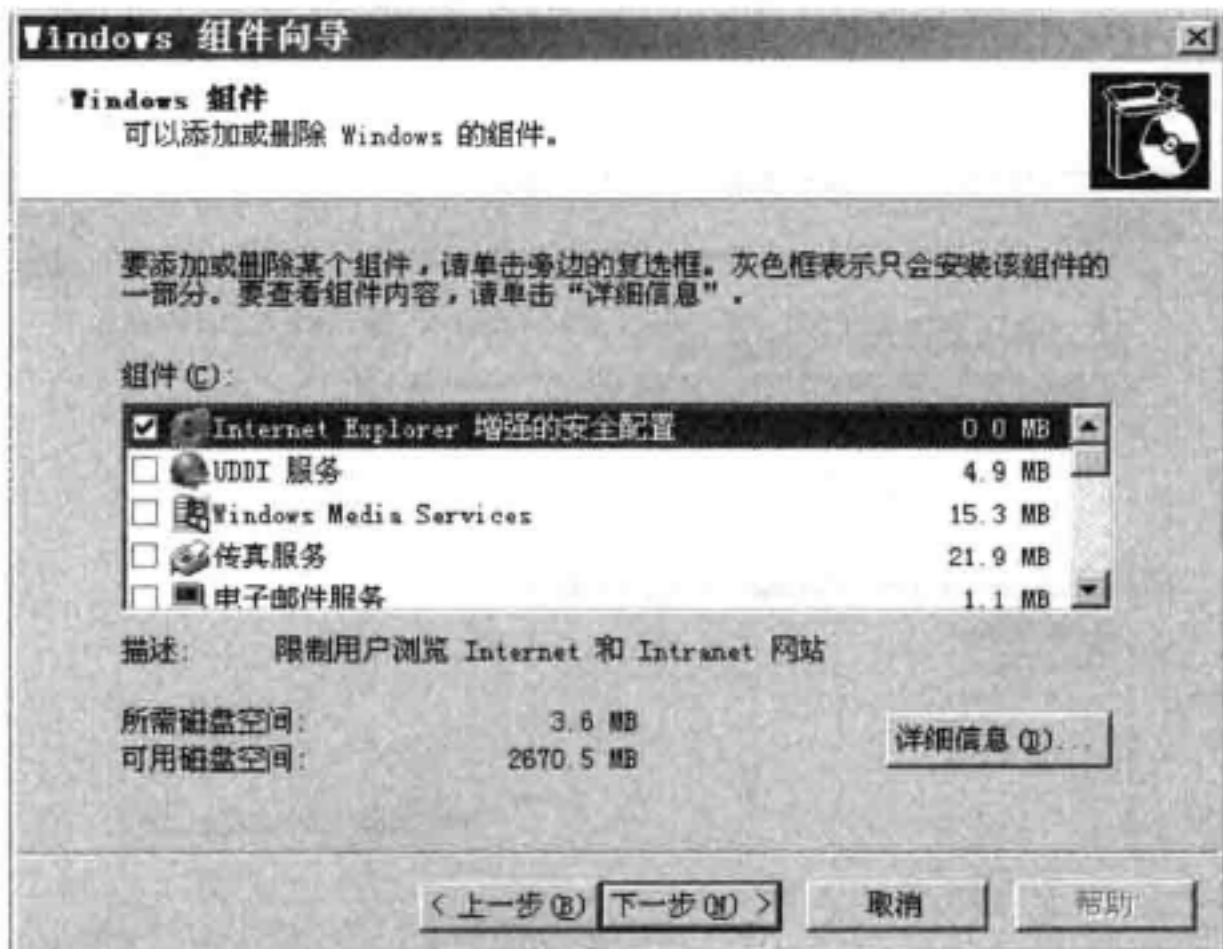 Windows 组件向导
Windows 组件
可以添加或删除 Windows 的组件。
要添加或删除某个组件，请单击旁边的复选框。灰色框表示只会安装该组件的
一部分。要查看组件内容，请单击“详细信息”.
组件(C):
Internet Explorer 增强的安全配置 0.0 MB
UDDI 服务 4.9 MB
Windows Media Services 15.3 MB
传真服务 21.9 MB
电子邮件服务 1.1 MB
描述: 限制用户浏览 Internet 和 Intranet 网站
所需磁盘空间: 3.6 MB
可用磁盘空间: 2670.5 MB
详细信息(D)...
< 上一步(B) 下一步(N) > 取消 帮助